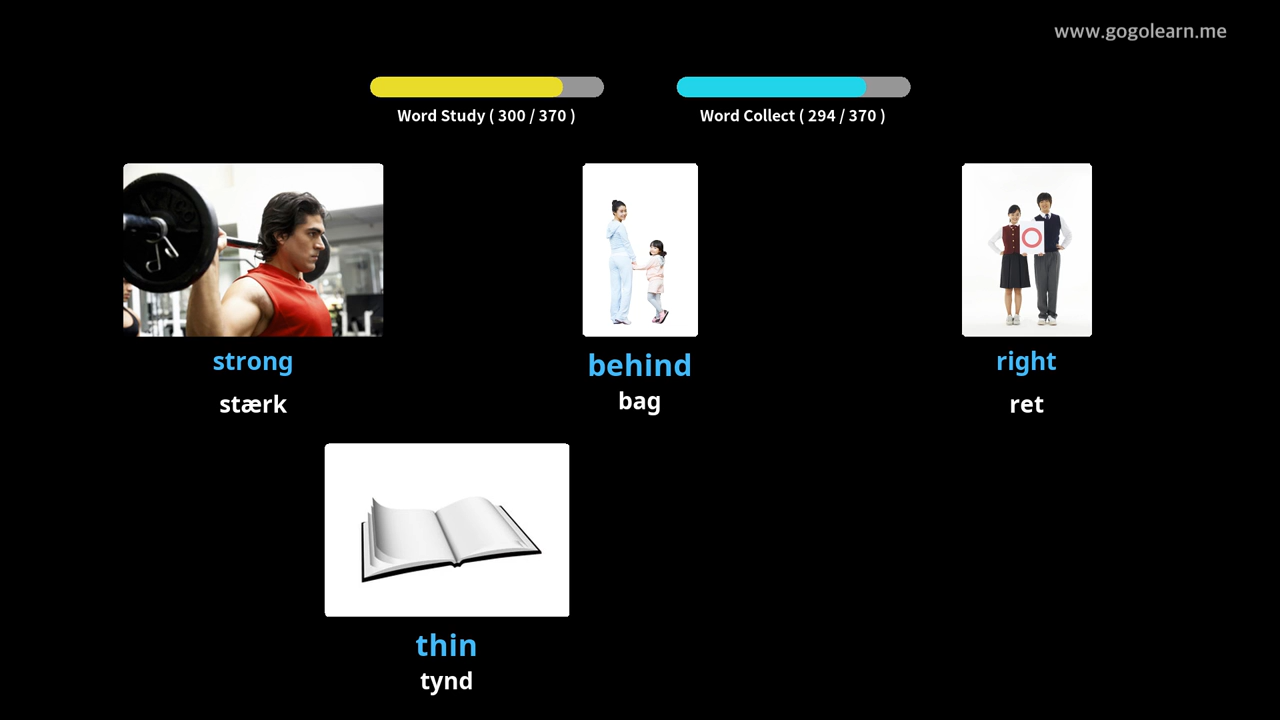 www.gogolearn.me
Word Study ( 300 / 370 )
Word Collect ( 294 / 370 )
strong
stærk
behind
bag
right
ret
thin
tynd